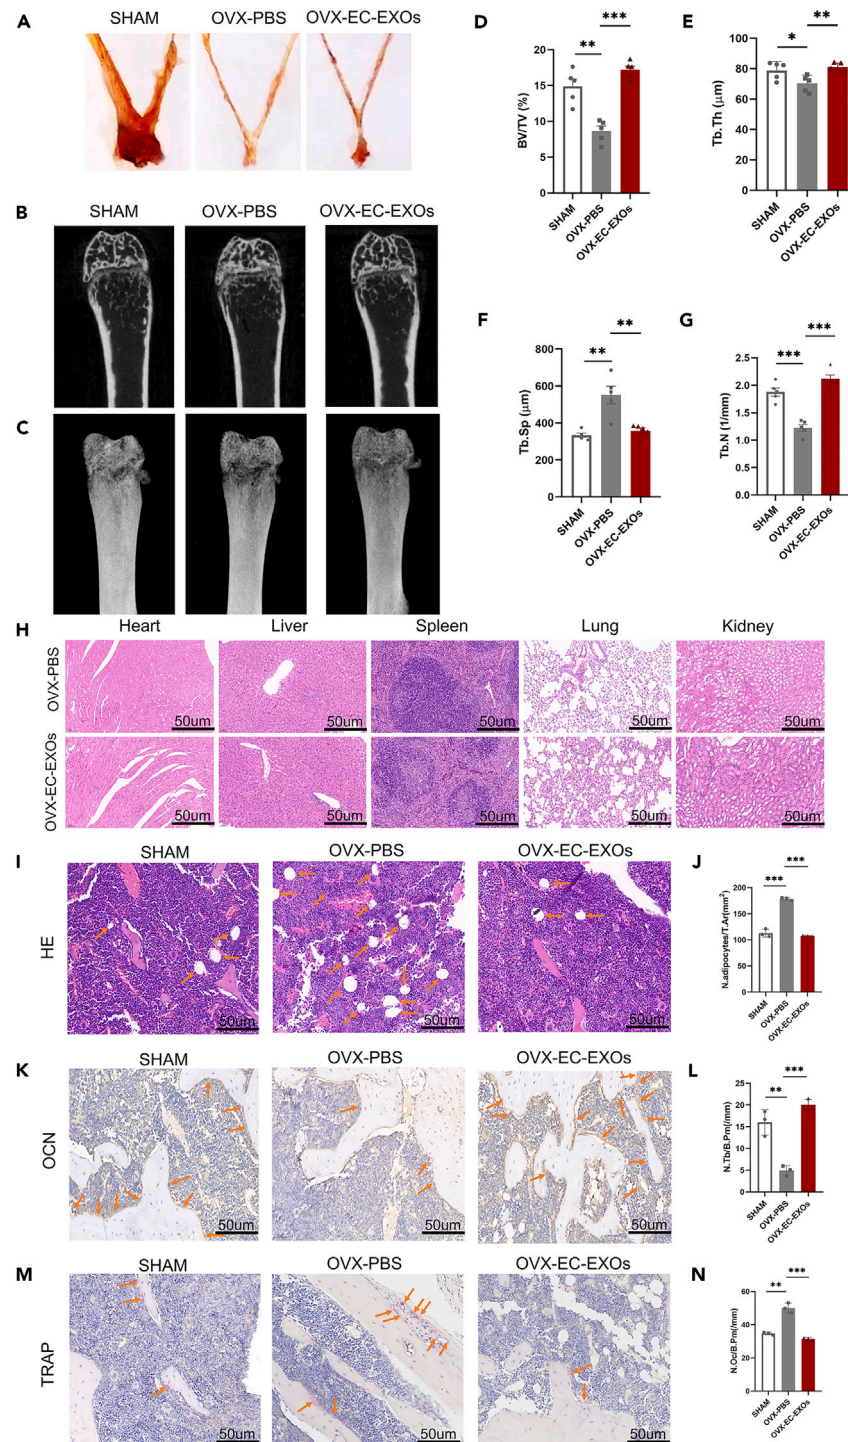 A
SHAM OVX-PBS OVX-EC-EXOs
B
SHAM OVX-PBS OVX-EC-EXOs
C
D
** ***
BV/TV (%)
20
15
10
5
0
SHAM
OVX-PBS
OVX-EC-EXOs
E
* **
Tb.Th (μm)
100
80
60
40
20
0
SHAM
OVX-PBS
OVX-EC-EXOs
F
** **
Tb.Sp (μm)
800
600
400
200
0
SHAM
OVX-PBS
OVX-EC-EXOs
G
*** ***
Tb.N (1/mm)
2.5
2.0
1.5
1.0
0.5
0.0
SHAM
OVX-PBS
OVX-EC-EXOs
H
Heart Liver Spleen Lung Kidney
OVX-PBS
50um 50um 50um 50um 50um
OVX-EC-EXOs
50um 50um 50um 50um 50um
I
SHAM OVX-PBS OVX-EC-EXOs
HE
50um 50um 50um
J
*** ***
N.adipocytes/T.Ar(mm²)
200
150
100
50
0
SHAM
OVX-PBS
OVX-EC-EXOs
K
SHAM OVX-PBS OVX-EC-EXOs
OCN
50um 50um 50um
L
** ***
N.Tb/B.Pm(/mm)
25
20
15
10
5
0
SHAM
OVX-PBS
OVX-EC-EXOs
M
SHAM OVX-PBS OVX-EC-EXOs
TRAP
50um 50um 50um
N
** ***
N.Oc/B.Pm(/mm)
60
40
20
0
SHAM
OVX-PBS
OVX-EC-EXOs